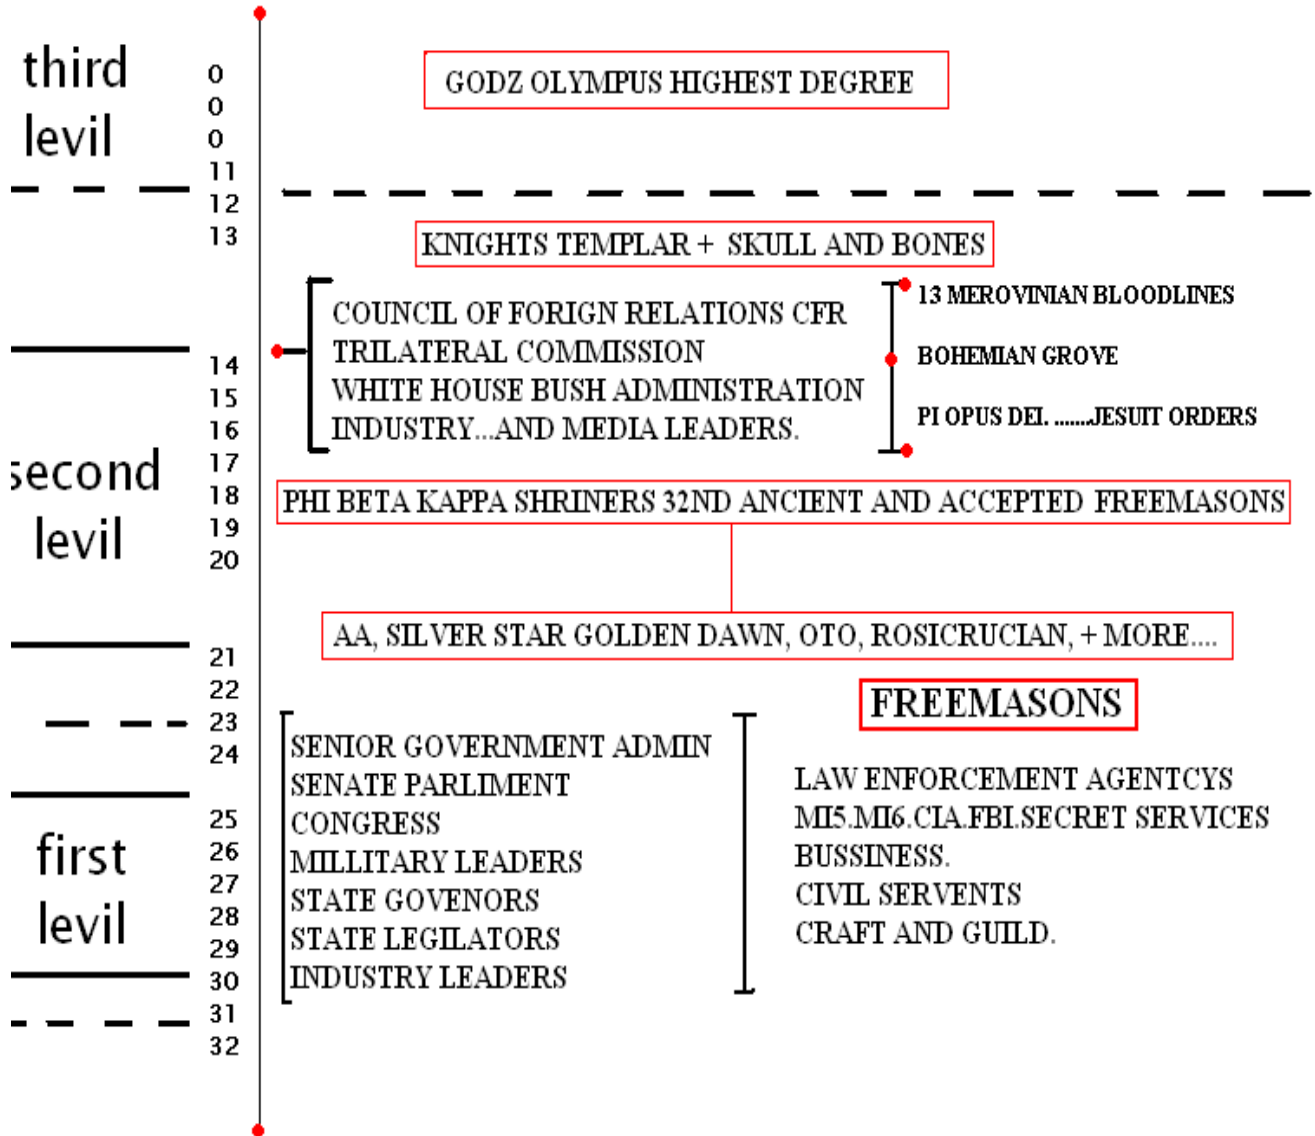 third
levil
0
0
0
11
12
13
GODZ OLYMPUS HIGHEST DEGREE
KNIGHTS TEMPLAR + SKULL AND BONES
COUNCIL OF FORIGN RELATIONS CFR
TRILATERAL COMMISSION
WHITE HOUSE BUSH ADMINISTRATION
INDUSTRY...AND MEDIA LEADERS.
13 MEROVINIAN BLOODLINES
BOHEMIAN GROVE
PI OPUS DEI. .......JESUIT ORDERS
second
levil
14
15
16
17
18
19
20
PHI BETA KAPPA SHRINERS 32ND ANCIENT AND ACCEPTED FREEMASONS
AA, SILVER STAR GOLDEN DAWN, OTO, ROSICRUCIAN, + MORE....
21
22
23
24
FREEMASONS
SENIOR GOVERNMENT ADMIN
SENATE PARLIMENT
CONGRESS
MILLITARY LEADERS
STATE GOVENORS
STATE LEGILATORS
INDUSTRY LEADERS
LAW ENFORCEMENT AGENTCYS
MI5.MI6.CIA.FBI.SECRET SERVICES
BUSSINESS.
CIVIL SERVENTS
CRAFT AND GUILD.
first
levil
25
26
27
28
29
30
31
32